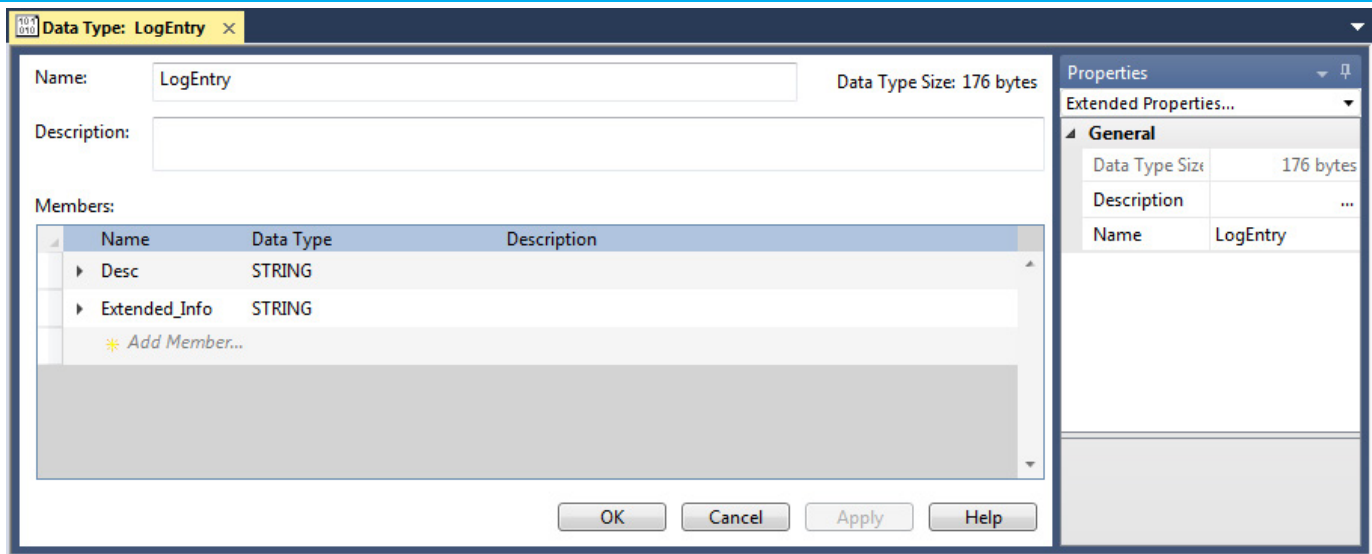 101
010
Data Type: LogEntry
Name: LogEntry Data Type Size: 176 bytes
Description:
Members:
Name Data Type Description
Desc STRING
Extended_Info STRING
Add Member...
OK Cancel Apply Help
Properties
Extended Properties...
General
Data Type Size 176 bytes
Description ...
Name LogEntry